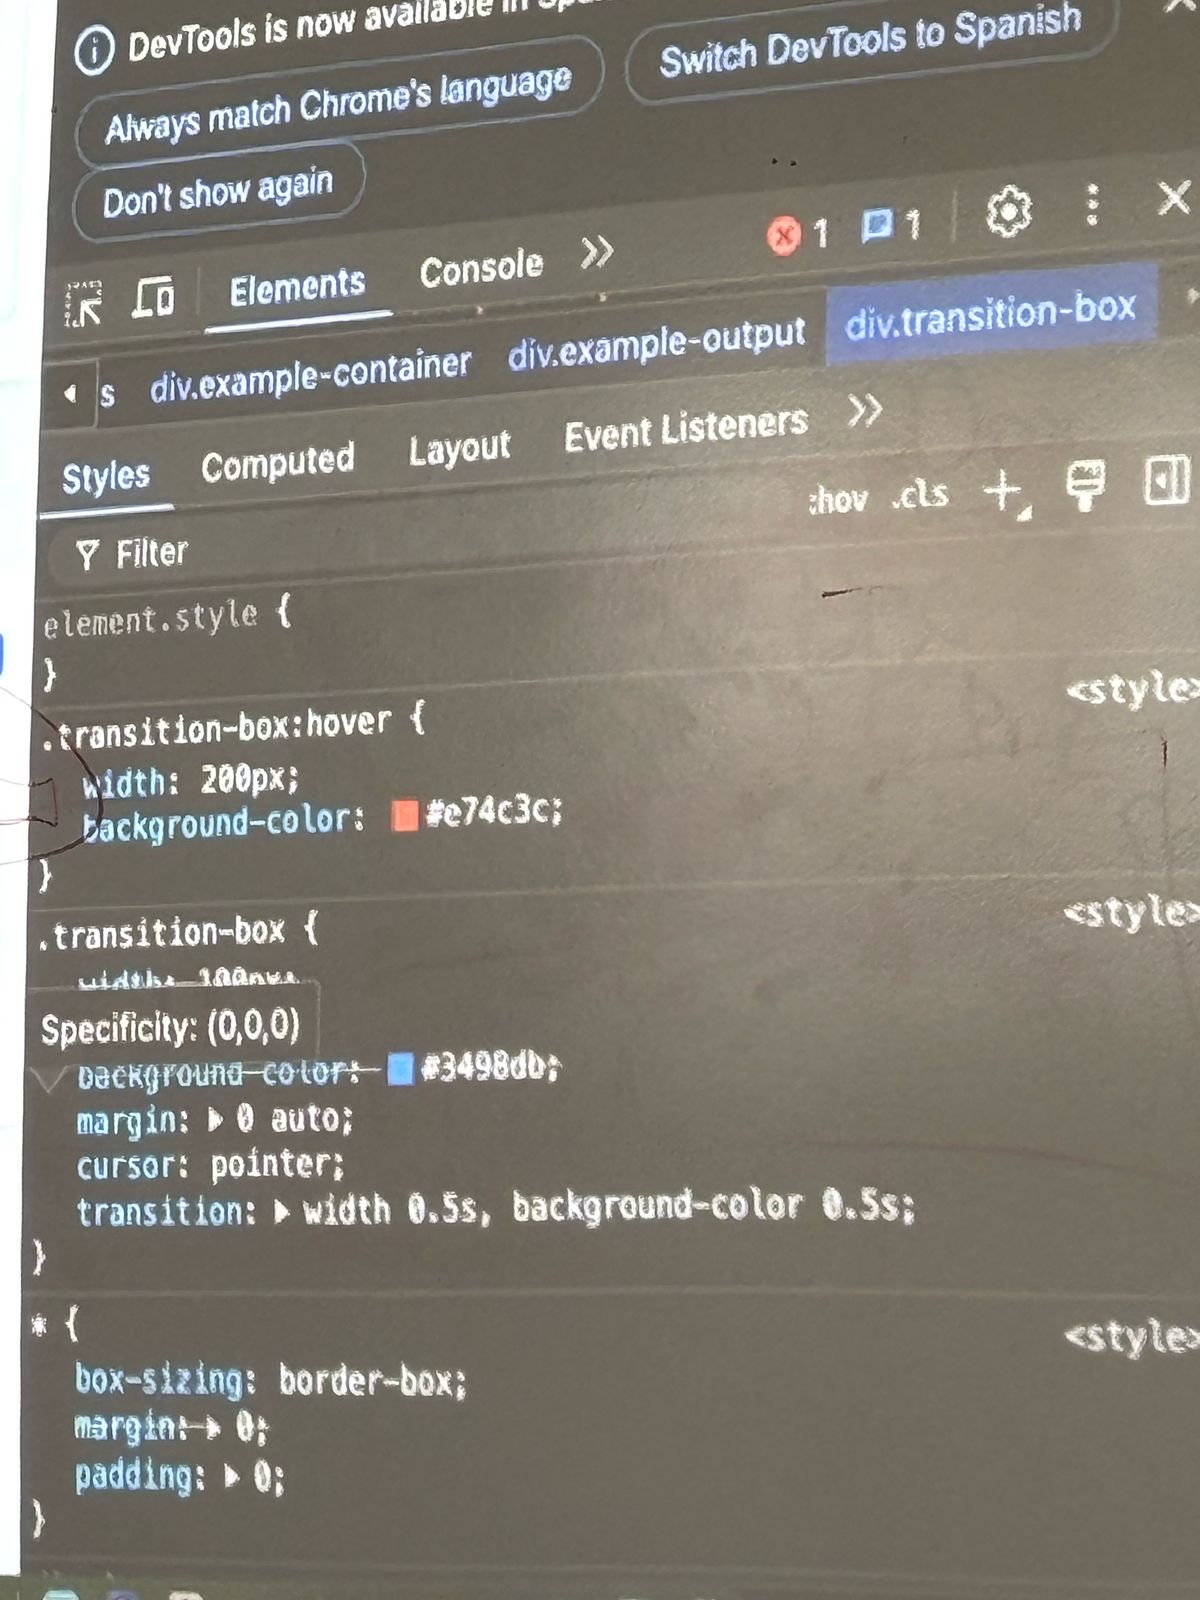 DevTools is now available in
Always match Chrome's language
Switch DevTools to Spanish
Don't show again
Elements
Console
1
1
s
div.example-container
div.example-output
div.transition-box
Styles
Computed
Layout
Event Listeners
:hov .cls
Filter
element.style {
}
<style>
.transition-box:hover {
width: 200px;
background-color: #e74c3c;
}
<style>
.transition-box {
width: 100px;
Specificity: (0,0,0)
background-color: #3498db;
margin: 0 auto;
cursor: pointer;
transition: width 0.5s, background-color 0.5s;
}
<style>
* {
box-sizing: border-box;
margin: 0;
padding: 0;
}